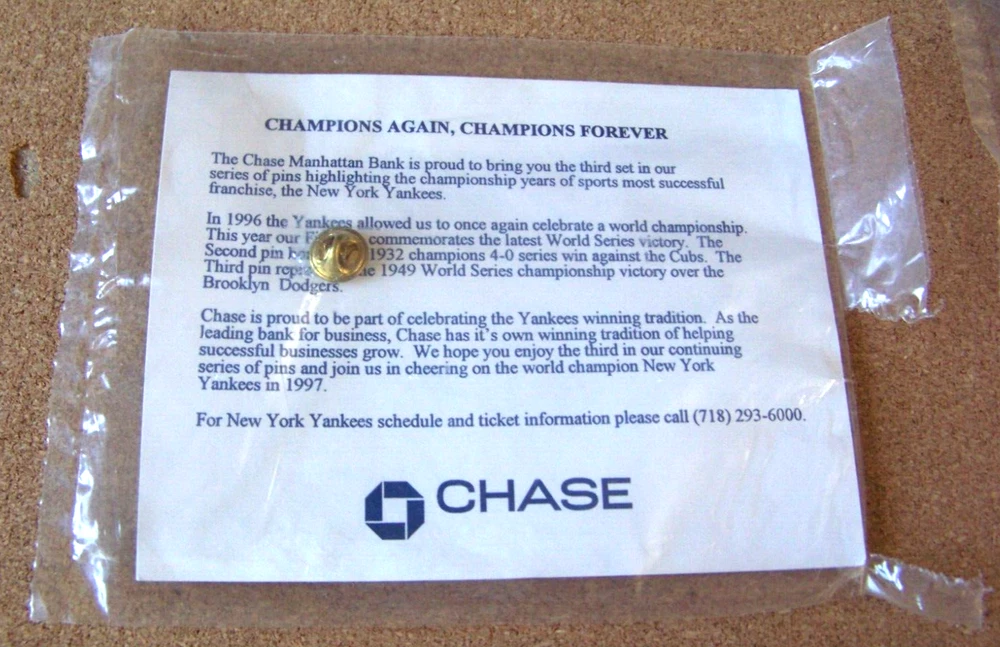 CHAMPIONS AGAIN, CHAMPIONS FOREVER
The Chase Manhattan Bank is proud to bring you the third set in our
series of pins highlighting the championship years of sports most successful
franchise, the New York Yankees.
In 1996 the Yankees allowed us to once again celebrate a world championship.
This year our commemorates the latest World Series victory. The
Second pin 1932 champions 4-0 series win against the Cubs. The
Third pin 1949 World Series championship victory over the
Brooklyn Dodgers.
Chase is proud to be part of celebrating the Yankees winning tradition. As the
leading bank for business, Chase has it's own winning tradition of helping
successful businesses grow. We hope you enjoy the third in our continuing
series of pins and join us in cheering on the world champion New York
Yankees in 1997.
For New York Yankees schedule and ticket information please call (718) 293-6000.
CHASE